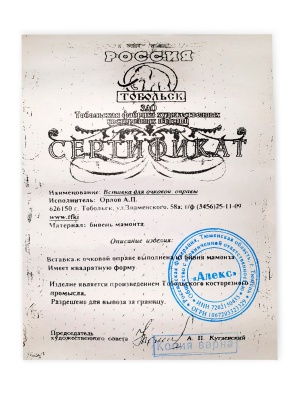 РОССИЯ
ТОБОЛЬСК
ЗАО
Тобольская фабрика художественных
косторезных изделий
СЕРТИФИКАТ
Наименование: Вставка для очковой оправы
Исполнитель: Орлов А.П.
626150 г. Тобольск, ул.Знаменского, 58а; т/ф (3456)25-11-09
www.tfki
Материал: бивень мамонта
Описание изделия:
Вставка к очковой оправе выполнена из бивня мамонта
Имеет квадратную форму
Изделие является произведением Тобольского косторезного
промысла.
Разрешено для вывоза за границу.
«Алекс»
Председатель
художественного совета
А. П. Кугаевский
Копия верна